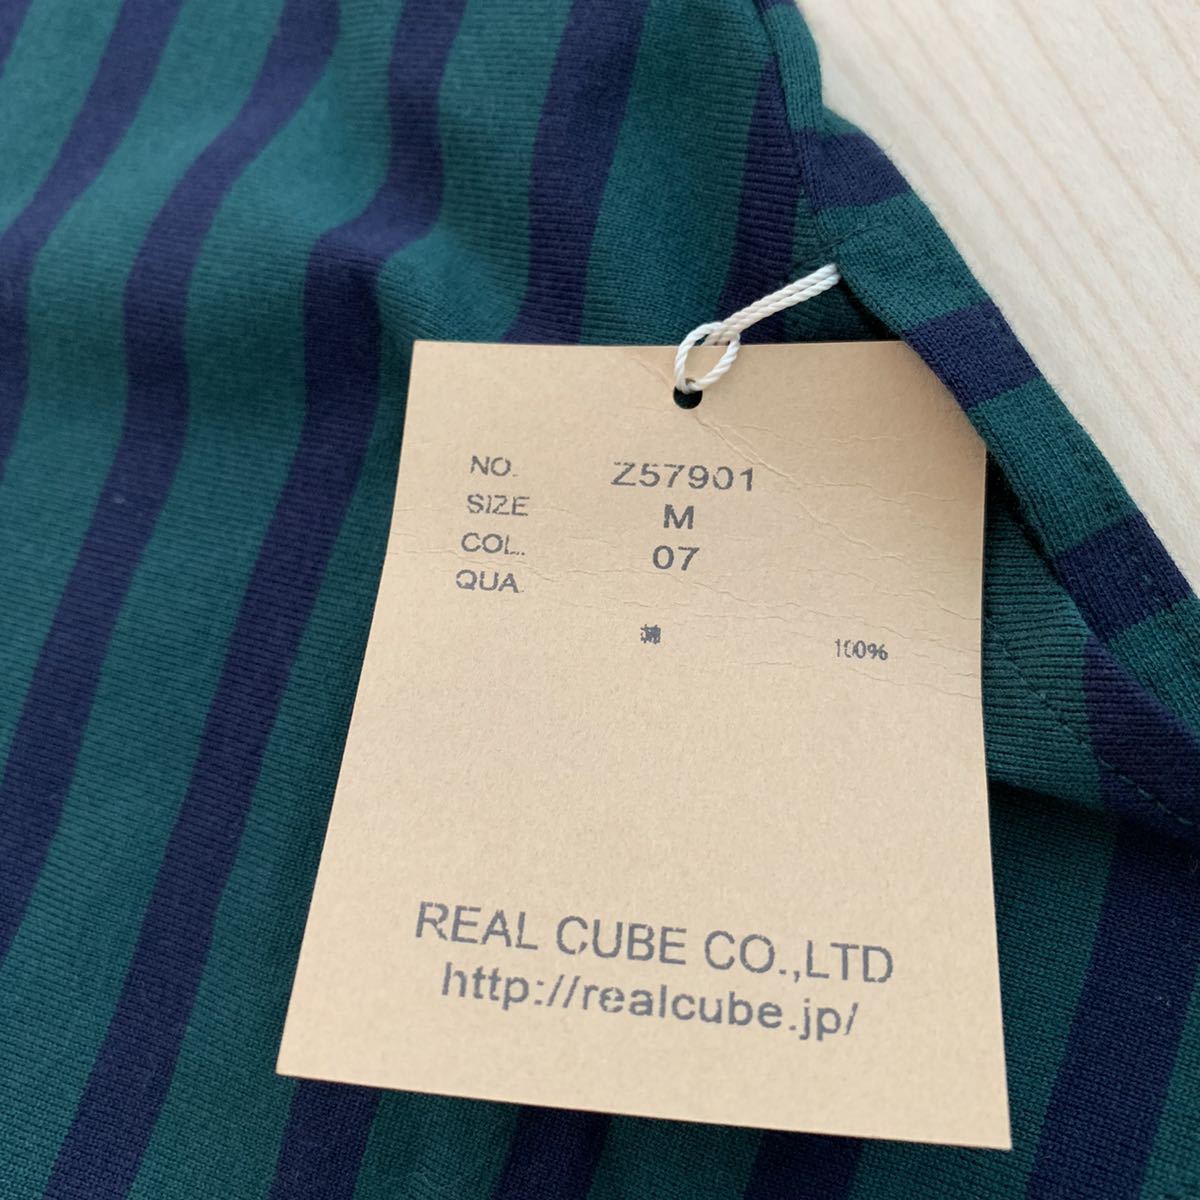 NO. Z57901
SIZE M
COL. 07
QUA.
綿 100%
REAL CUBE CO.,LTD
http://realcube.jp/